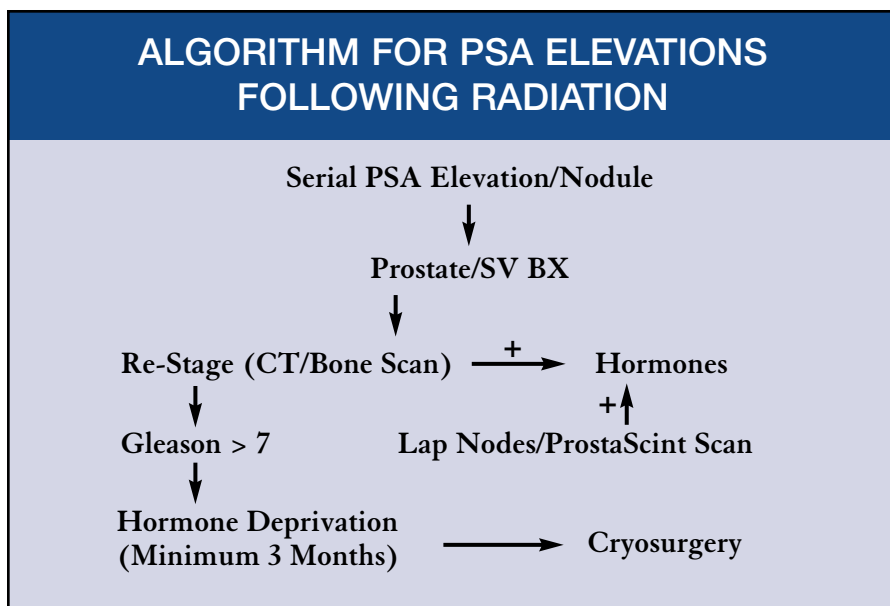 ALGORITHM FOR PSA ELEVATIONS
FOLLOWING RADIATION
Serial PSA Elevation/Nodule
Prostate/SV BX
Re-Stage (CT/Bone Scan) + Hormones
+
Gleason > 7 Lap Nodes/ProstaScint Scan
Hormone Deprivation
(Minimum 3 Months) Cryosurgery